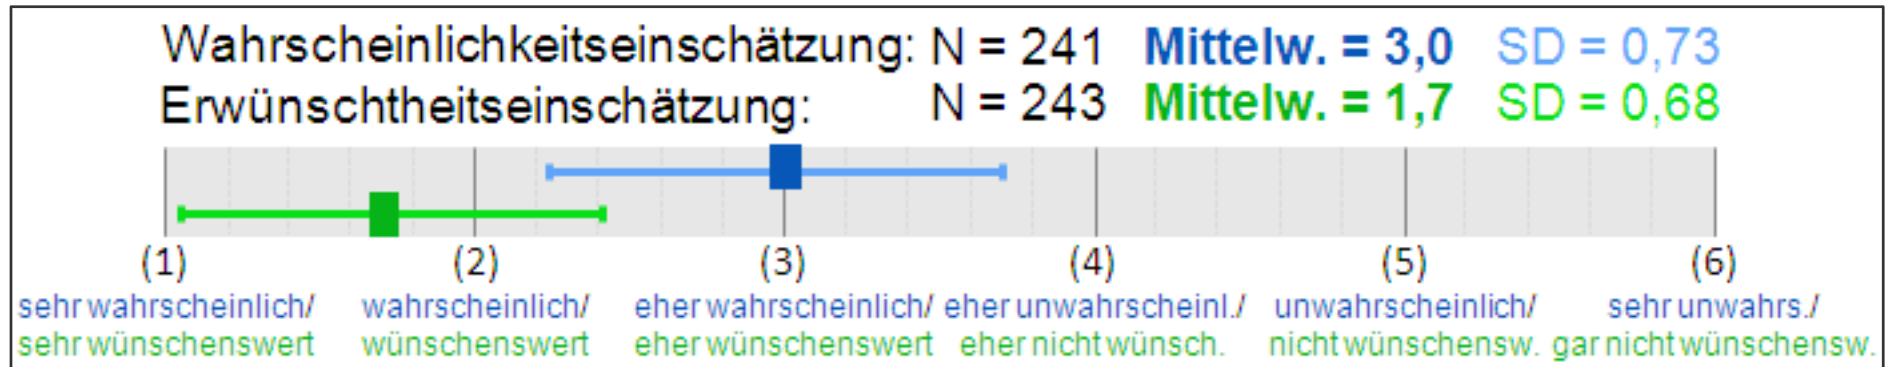 Wahrscheinlichkeitseinschätzung: N = 241 Mittelw. = 3,0 SD = 0,73
Erwünschtheitseinschätzung: N = 243 Mittelw. = 1,7 SD = 0,68
(1) (2) (3) (4) (5) (6)
sehr wahrscheinlich/ wahrscheinlich/ eher wahrscheinlich/ eher unwahrscheinl./ unwahrscheinlich/ sehr unwahrs./
sehr wünschenswert wünschenswert eher wünschenswert eher nicht wünsch. nicht wünschensw. gar nicht wünschensw.